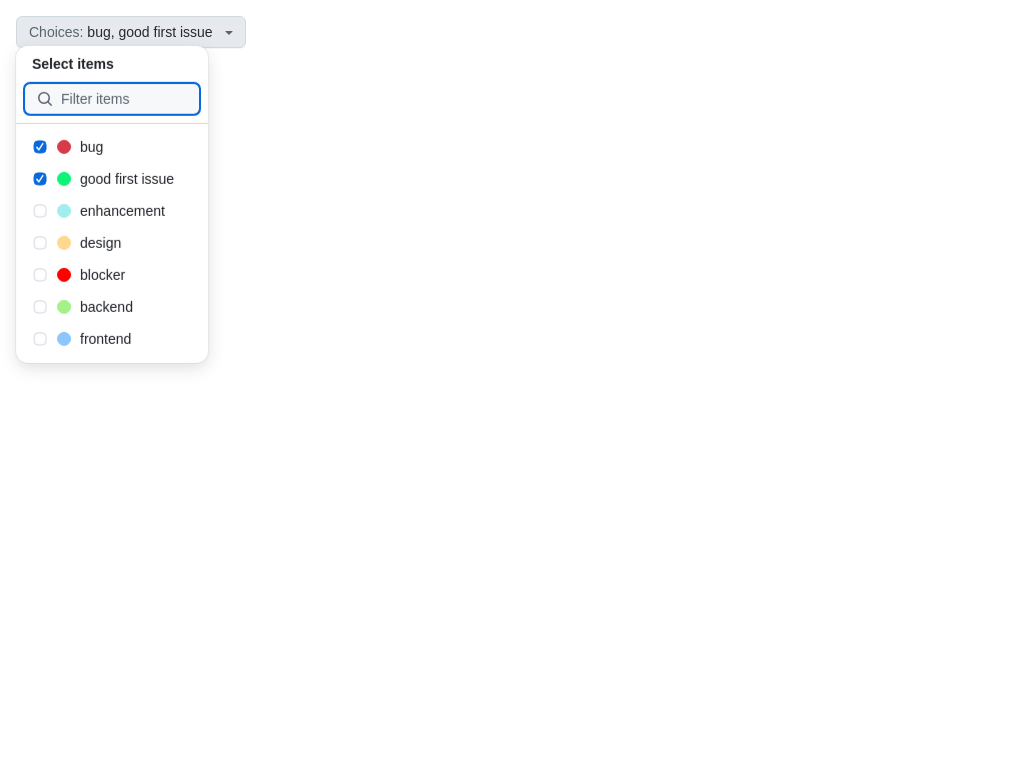 Choices: bug, good first issue
Select items
Filter items
bug
good first issue
enhancement
design
blocker
backend
frontend